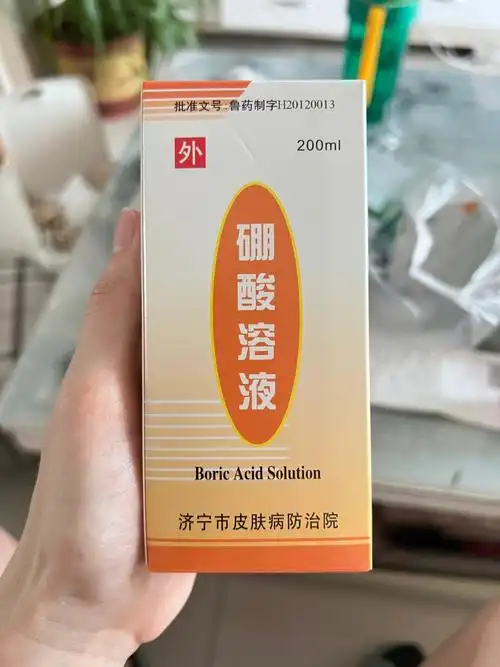 批准文号:鲁药制字H20120013
外
200ml
硼酸溶液
Boric Acid Solution
济宁市皮肤病防治院